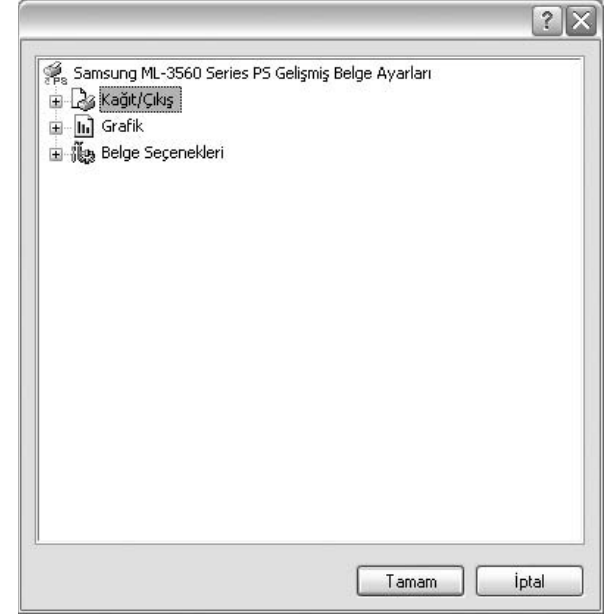 Samsung ML-3560 Series PS Gelişmiş Belge Ayarları
Kağıt/Çıkış
Grafik
Belge Seçenekleri
Tamam
İptal